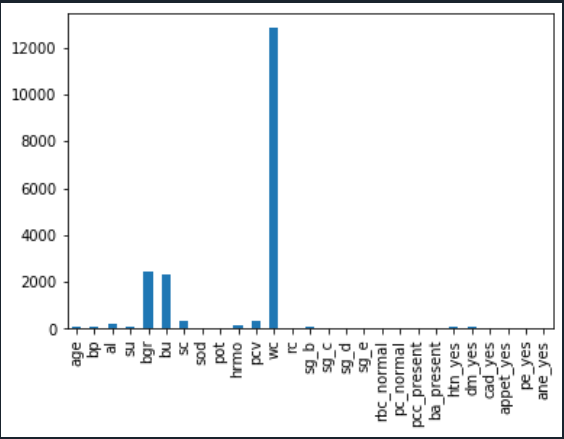 12000
10000
8000
6000
4000
2000
0
age
bp
al
su
bgr
bu
sc
sod
pot
hrmo
pcv
wc
rc
sg_b
sg_c
sg_d
sg_e
rbc_normal
pc_normal
pcc_present
ba_present
htn_yes
dm_yes
cad_yes
appet_yes
pe_yes
ane_yes